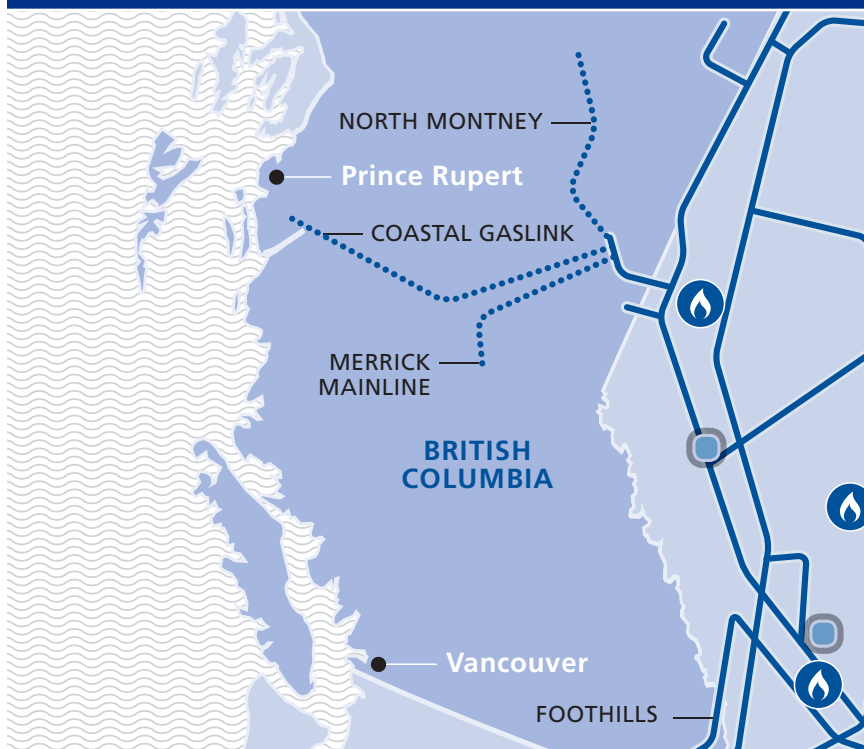 NORTH MONTNEY
Prince Rupert
COASTAL GASLINK
MERRICK
MAINLINE
BRITISH
COLUMBIA
Vancouver
FOOTHILLS